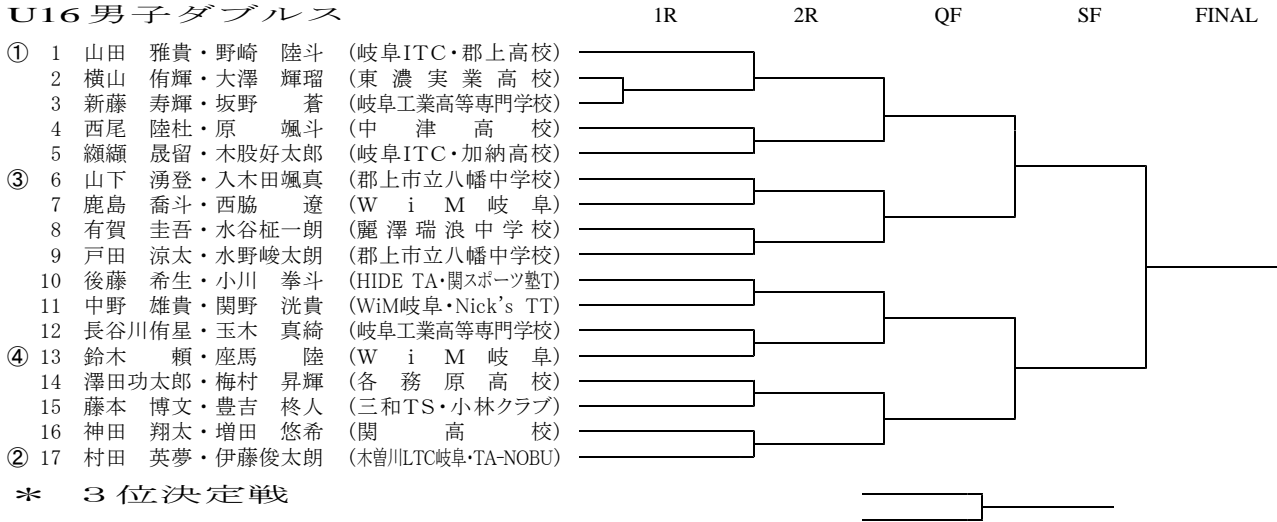 U16男子ダブルス 1R 2R QF SF FINAL
① 1 山田 雅貴・野崎 陸斗 (岐阜ITC・郡上高校)
2 横山 侑輝・大澤 輝瑠 (東濃実業高校)
3 新藤 寿輝・坂野 蒼 (岐阜工業高等専門学校)
4 西尾 陸杜・原 颯斗 (中津高校)
5 纐纈 晟留・木股好太郎 (岐阜ITC・加納高校)
③ 6 山下 湧登・入木田颯真 (郡上市立八幡中学校)
7 鹿島 喬斗・西脇 遼 (WiM岐阜)
8 有賀 圭吾・水谷柾一朗 (麗澤瑞浪中学校)
9 戸田 涼太・水野峻太朗 (郡上市立八幡中学校)
10 後藤 希生・小川 拳斗 (HIDE TA・関スポーツ塾T)
11 中野 雄貴・関野 洸貴 (WiM岐阜・Nick's TT)
12 長谷川侑星・玉木 真綺 (岐阜工業高等専門学校)
④ 13 鈴木 頼・座馬 陸 (WiM岐阜)
14 澤田功太郎・梅村 昇輝 (各務原高校)
15 藤本 博文・豊吉 柊人 (三和TS・小林クラブ)
16 神田 翔太・増田 悠希 (関高校)
② 17 村田 英夢・伊藤俊太朗 (木曽川LTC岐阜・TA-NOBU)
* 3位決定戦